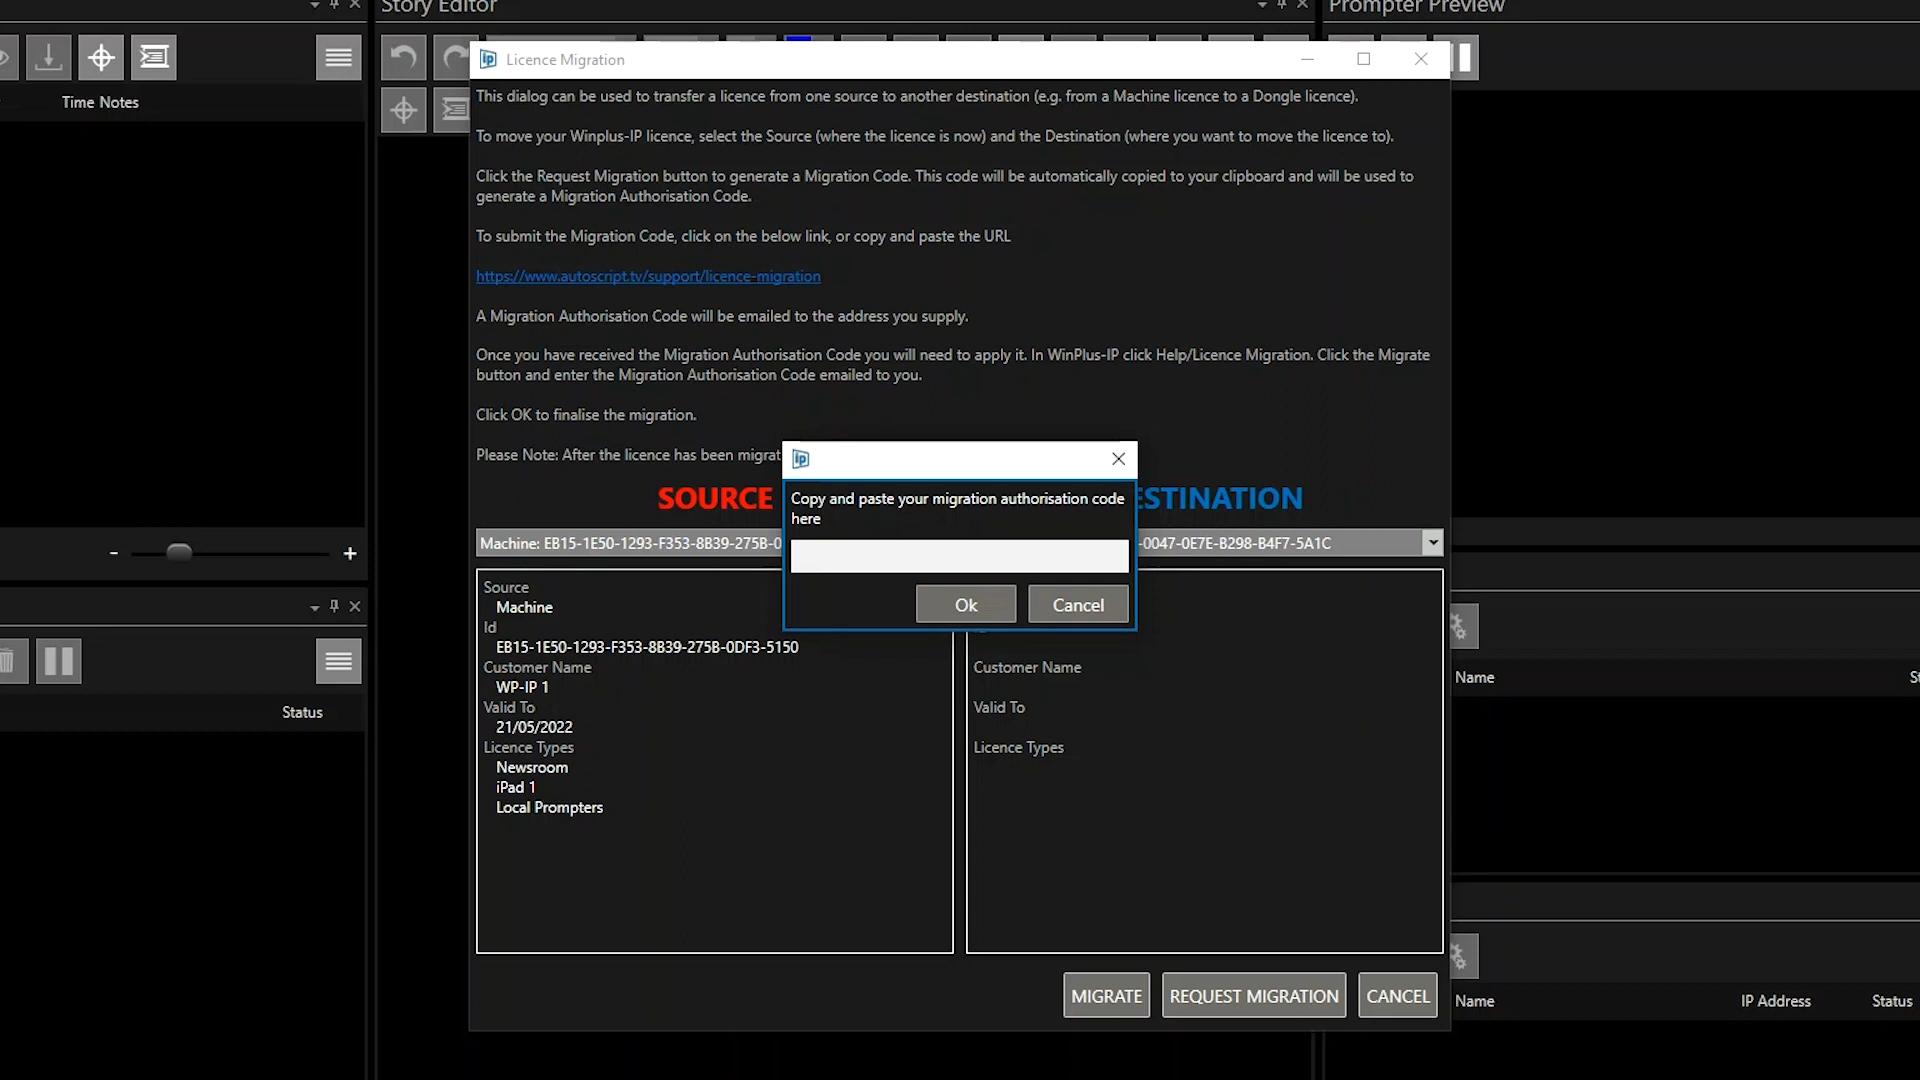 Story Editor
Prompter Preview
Time Notes
ip Licence Migration
This dialog can be used to transfer a licence from one source to another destination (e.g. from a Machine licence to a Dongle licence).
To move your Winplus-IP licence, select the Source (where the licence is now) and the Destination (where you want to move the licence to).
Click the Request Migration button to generate a Migration Code. This code will be automatically copied to your clipboard and will be used to
generate a Migration Authorisation Code.
To submit the Migration Code, click on the below link, or copy and paste the URL
https://www.autoscript.tv/support/licence-migration
A Migration Authorisation Code will be emailed to the address you supply.
Once you have received the Migration Authorisation Code you will need to apply it. In WinPlus-IP click Help/Licence Migration. Click the Migrate
button and enter the Migration Authorisation Code emailed to you.
Click OK to finalise the migration.
Please Note: After the licence has been migrat
SOURCE
ESTINATION
Machine: EB15-1E50-1293-F353-8B39-275B-0
-0047-0E7E-B298-B4F7-5A1C
ip
Copy and paste your migration authorisation code
here
Ok
Cancel
- +
Source
Machine
Id
EB15-1E50-1293-F353-8B39-275B-0DF3-5150
Customer Name
WP-IP 1
Valid To
21/05/2022
Licence Types
Newsroom
iPad 1
Local Prompters
Customer Name
Valid To
Licence Types
MIGRATE
REQUEST MIGRATION
CANCEL
Status
Name
Name
IP Address
Status